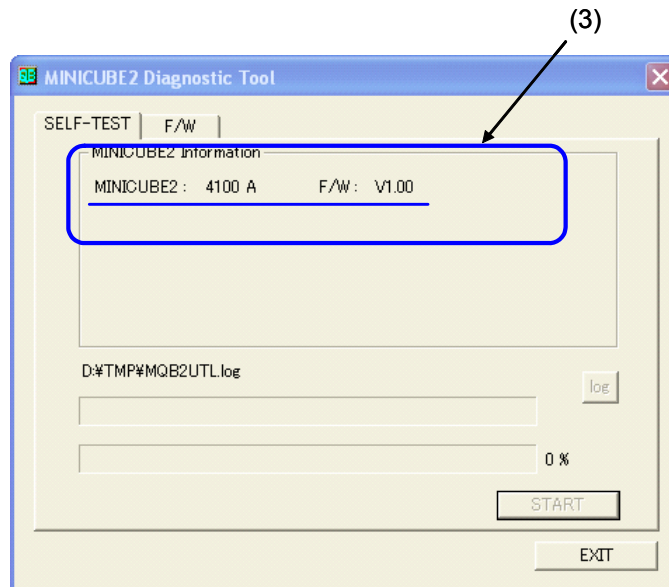 (3)
MINICUBE2 Diagnostic Tool
SELF-TEST F/W
MINICUBE2 Information
MINICUBE2 : 4100 A F/W : V1.00
D:¥TMP¥MQB2UTL.log
log
0 %
START
EXIT